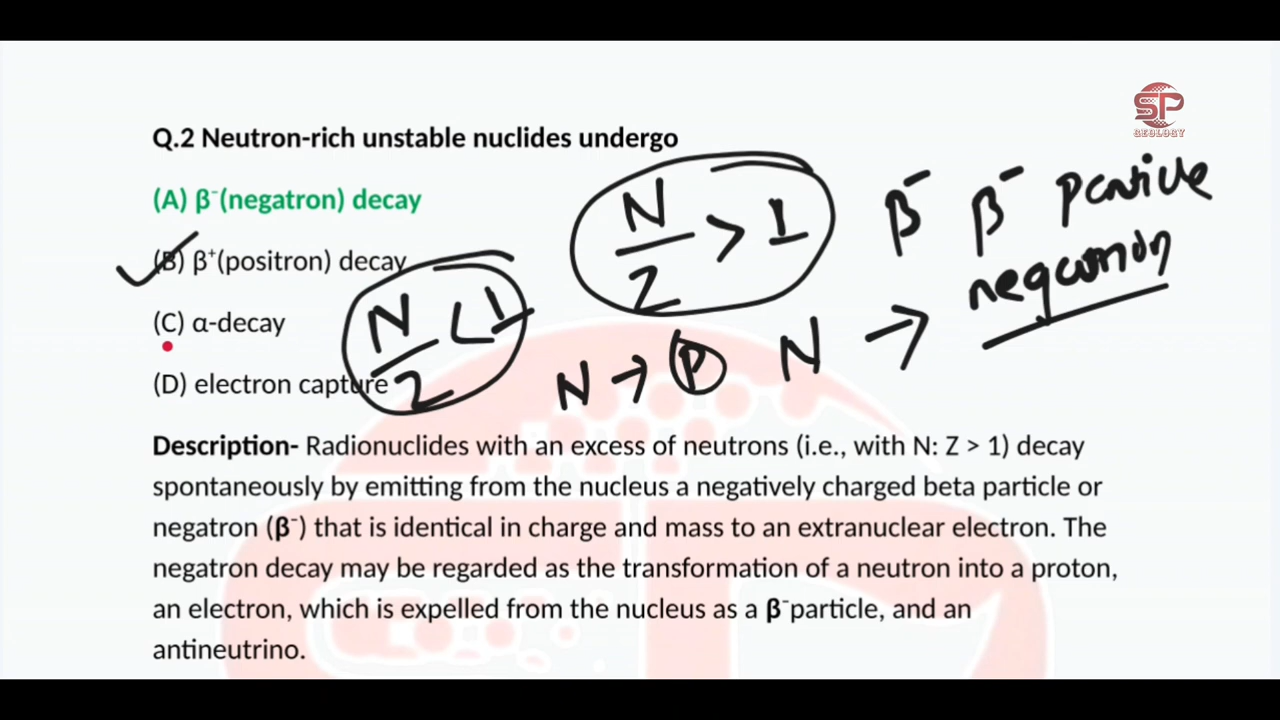 SP
GEOLOGY
Q.2 Neutron-rich unstable nuclides undergo
(A) β⁻(negatron) decay
(B) β⁺(positron) decay
(C) α-decay
(D) electron capture
N/Z > 1
β⁻ β⁻ particle
negatron
N/Z < 1
N → P
N →
Description- Radionuclides with an excess of neutrons (i.e., with N: Z > 1) decay
spontaneously by emitting from the nucleus a negatively charged beta particle or
negatron (β⁻) that is identical in charge and mass to an extranuclear electron. The
negatron decay may be regarded as the transformation of a neutron into a proton,
an electron, which is expelled from the nucleus as a β⁻particle, and an
antineutrino.